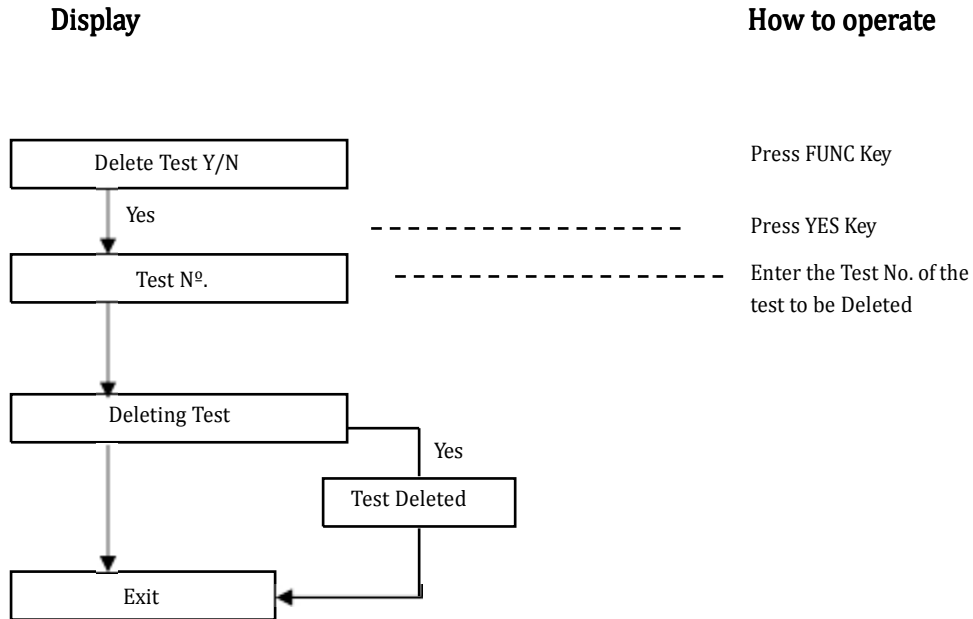 Display
How to operate
Delete Test Y/N
Press FUNC Key
Yes
Press YES Key
Test Nº.
Enter the Test No. of the
test to be Deleted
Deleting Test
Yes
Test Deleted
Exit